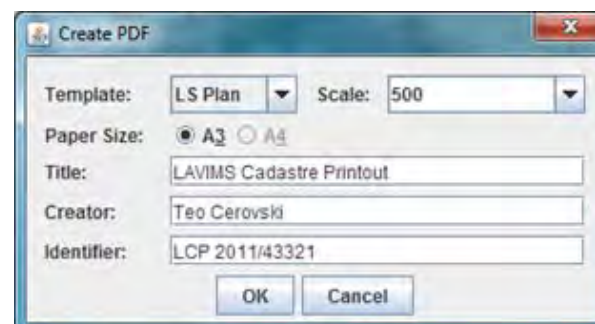 Create PDF
Template: LS Plan Scale: 500
Paper Size: A3 A4
Title: LAVIMS Cadastre Printout
Creator: Teo Cerovski
Identifier: LCP 2011/43321
OK Cancel